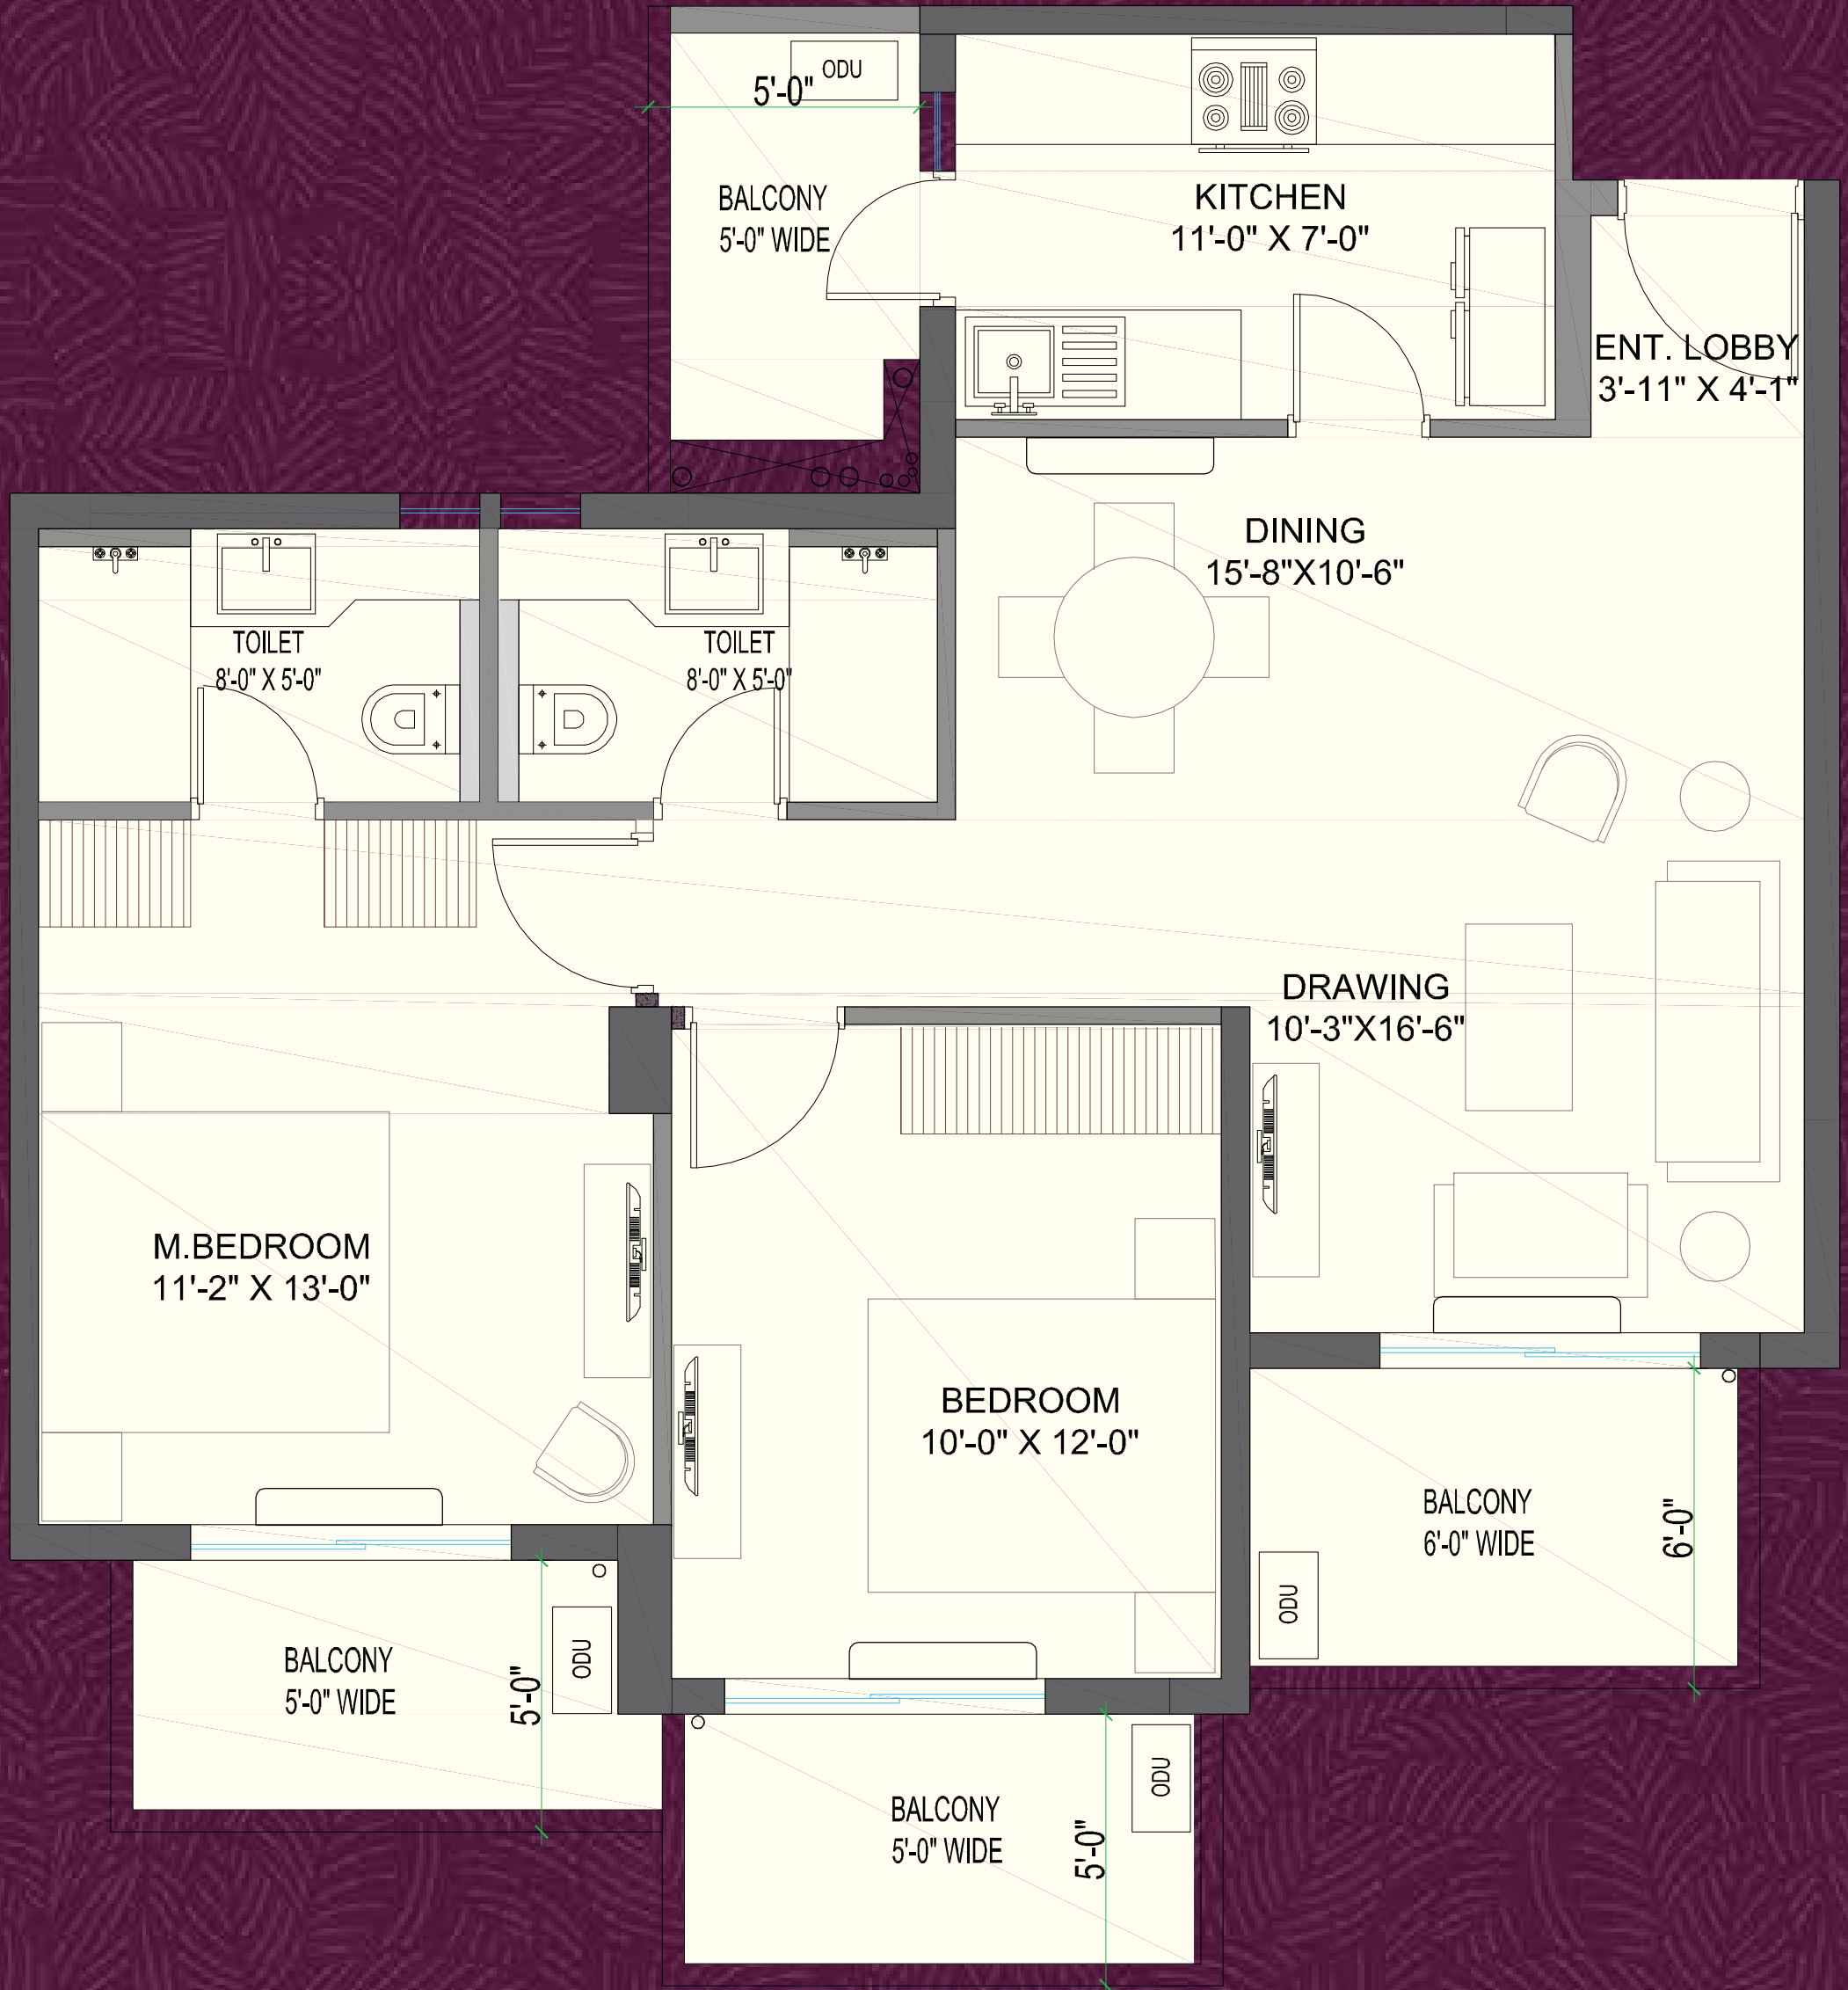 ODU
5'-0"
BALCONY
5'-0" WIDE
KITCHEN
11'-0" X 7'-0"
ENT. LOBBY
3'-11" X 4'-1"
DINING
15'-8"X10'-6"
TOILET
8'-0" X 5'-0"
TOILET
8'-0" X 5'-0"
DRAWING
10'-3"X16'-6"
M.BEDROOM
11'-2" X 13'-0"
BEDROOM
10'-0" X 12'-0"
BALCONY
6'-0" WIDE
6'-0"
ODU
BALCONY
5'-0" WIDE
5'-0"
ODU
BALCONY
5'-0" WIDE
5'-0"
ODU